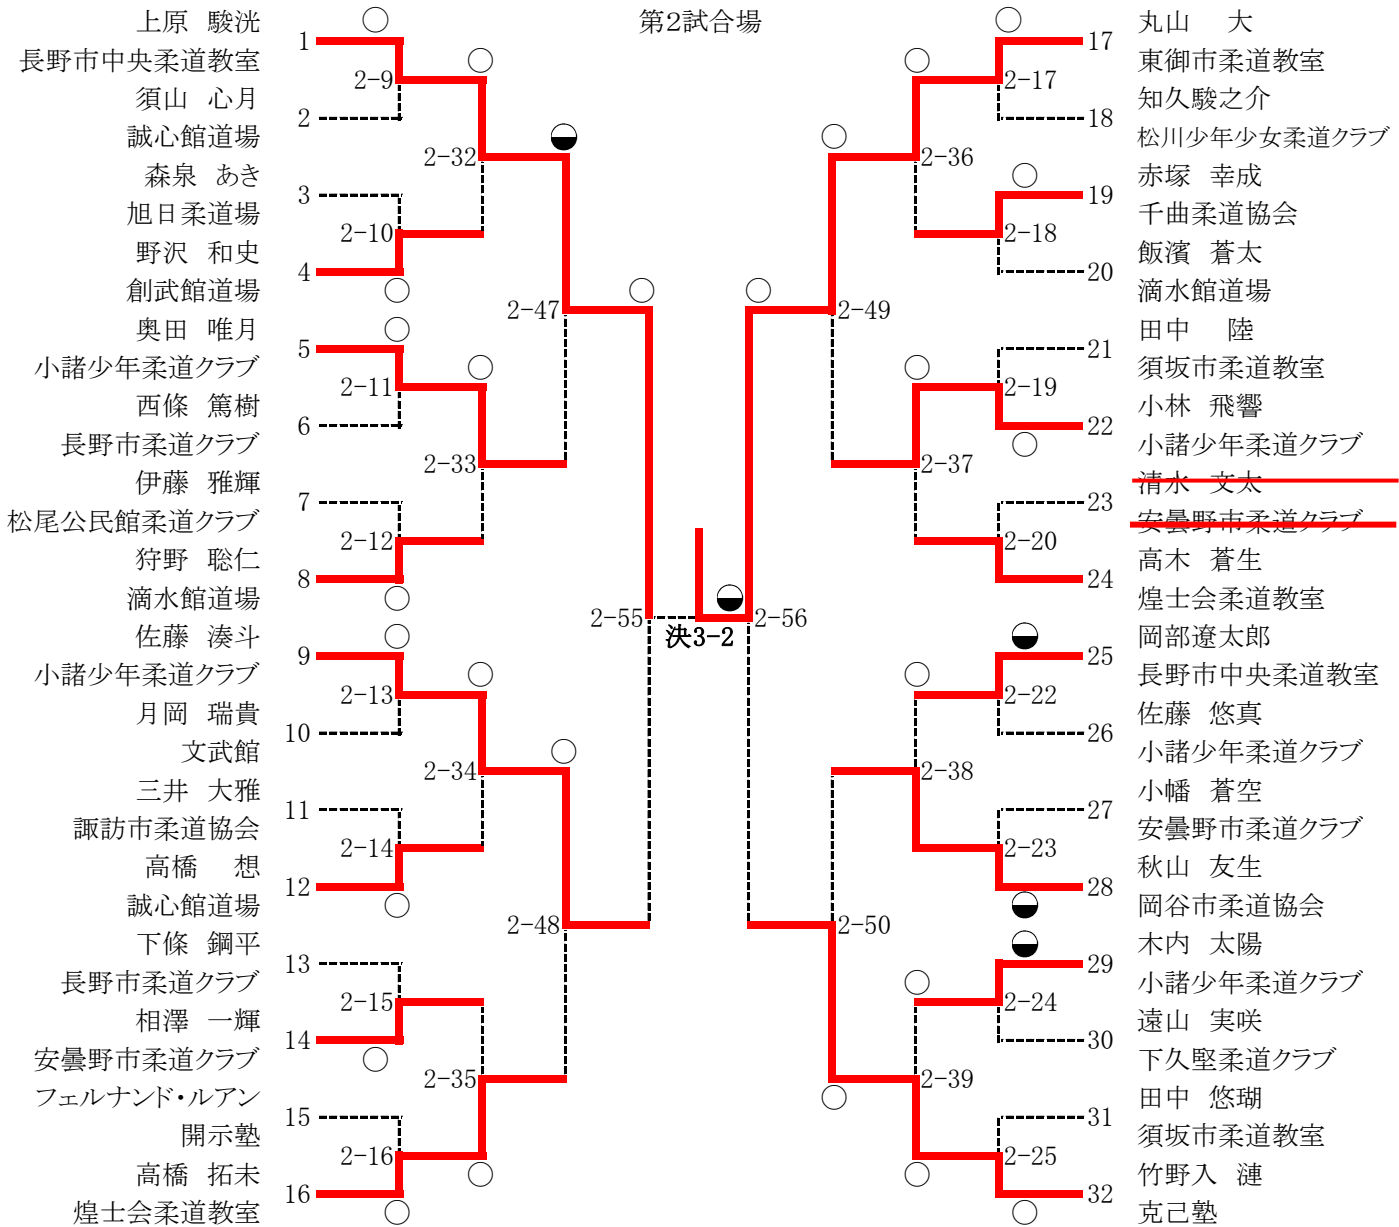 第2試合場
上原 駿洸
1
長野市中央柔道教室
2-9
須山 心月
2
誠心館道場
2-32
森泉 あき
3
旭日柔道場
2-10
野沢 和史
4
創武館道場
2-47
奥田 唯月
5
小諸少年柔道クラブ
2-11
西條 篤樹
6
長野市柔道クラブ
2-33
伊藤 雅輝
7
松尾公民館柔道クラブ
2-12
狩野 聡仁
8
滴水館道場
2-55
佐藤 湊斗
9
小諸少年柔道クラブ
2-13
月岡 瑞貴
10
文武館
2-34
三井 大雅
11
諏訪市柔道協会
2-14
高橋 想
12
誠心館道場
2-48
下條 鋼平
13
長野市柔道クラブ
2-15
相澤 一輝
14
安曇野市柔道クラブ
2-35
フェルナンド・ルアン
15
開示塾
2-16
高橋 拓未
16
煌士会柔道教室
決3-2
丸山 大
17
東御市柔道教室
2-17
知久駿之介
18
松川少年少女柔道クラブ
2-36
赤塚 幸成
19
千曲柔道協会
2-18
飯濱 蒼太
20
滴水館道場
2-49
田中 陸
21
須坂市柔道教室
2-19
小林 飛響
22
小諸少年柔道クラブ
2-37
清水 文太
23
安曇野市柔道クラブ
2-20
高木 蒼生
24
煌士会柔道教室
2-56
岡部遼太郎
25
長野市中央柔道教室
2-22
佐藤 悠真
26
小諸少年柔道クラブ
2-38
小幡 蒼空
27
安曇野市柔道クラブ
2-23
秋山 友生
28
岡谷市柔道協会
2-50
木内 太陽
29
小諸少年柔道クラブ
2-24
遠山 実咲
30
下久堅柔道クラブ
2-39
田中 悠瑚
31
須坂市柔道教室
2-25
竹野入 漣
32
克己塾